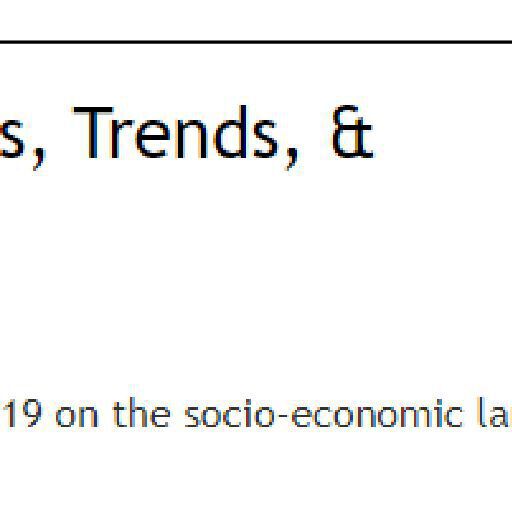 s, Trends, &
19 on the socio-economic la